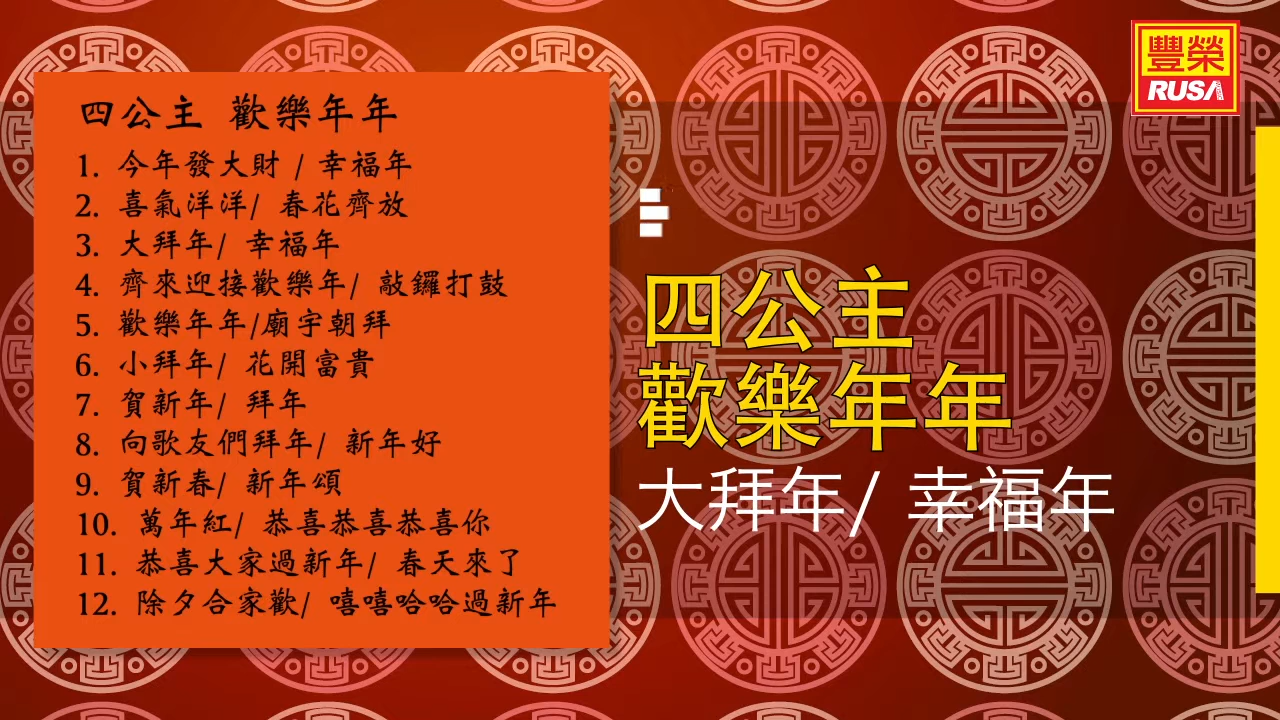 四公主 歡樂年年
1. 今年發大財 / 幸福年
2. 喜氣洋洋/ 春花齊放
3. 大拜年/ 幸福年
4. 齊來迎接歡樂年/ 敲鑼打鼓
5. 歡樂年年/廟宇朝拜
6. 小拜年/ 花開富貴
7. 賀新年/ 拜年
8. 向歌友們拜年/ 新年好
9. 賀新春/ 新年頌
10. 萬年紅/ 恭喜恭喜恭喜你
11. 恭喜大家過新年/ 春天來了
12. 除夕合家歡/ 嘻嘻哈哈過新年
豐榮
RUSA
四公主
歡樂年年
大拜年/ 幸福年